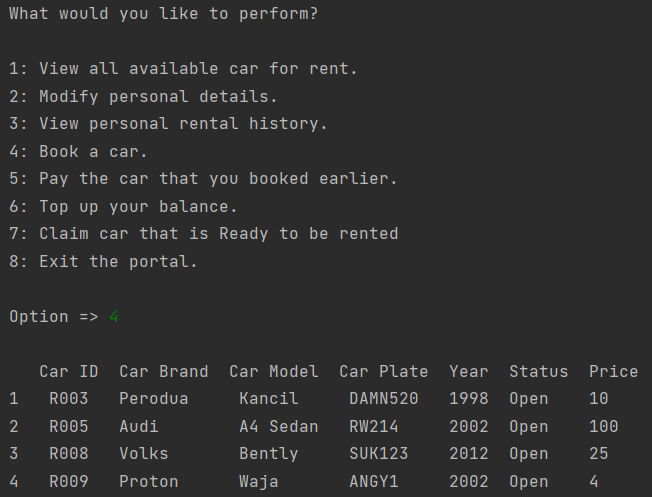 What would you like to perform?
1: View all available car for rent.
2: Modify personal details.
3: View personal rental history.
4: Book a car.
5: Pay the car that you booked earlier.
6: Top up your balance.
7: Claim car that is Ready to be rented
8: Exit the portal.
Option => 4
Car ID Car Brand Car Model Car Plate Year Status Price
1 R003 Perodua Kancil DAMN520 1998 Open 10
2 R005 Audi A4 Sedan RW214 2002 Open 100
3 R008 Volks Bently SUK123 2012 Open 25
4 R009 Proton Waja ANGY1 2002 Open 4